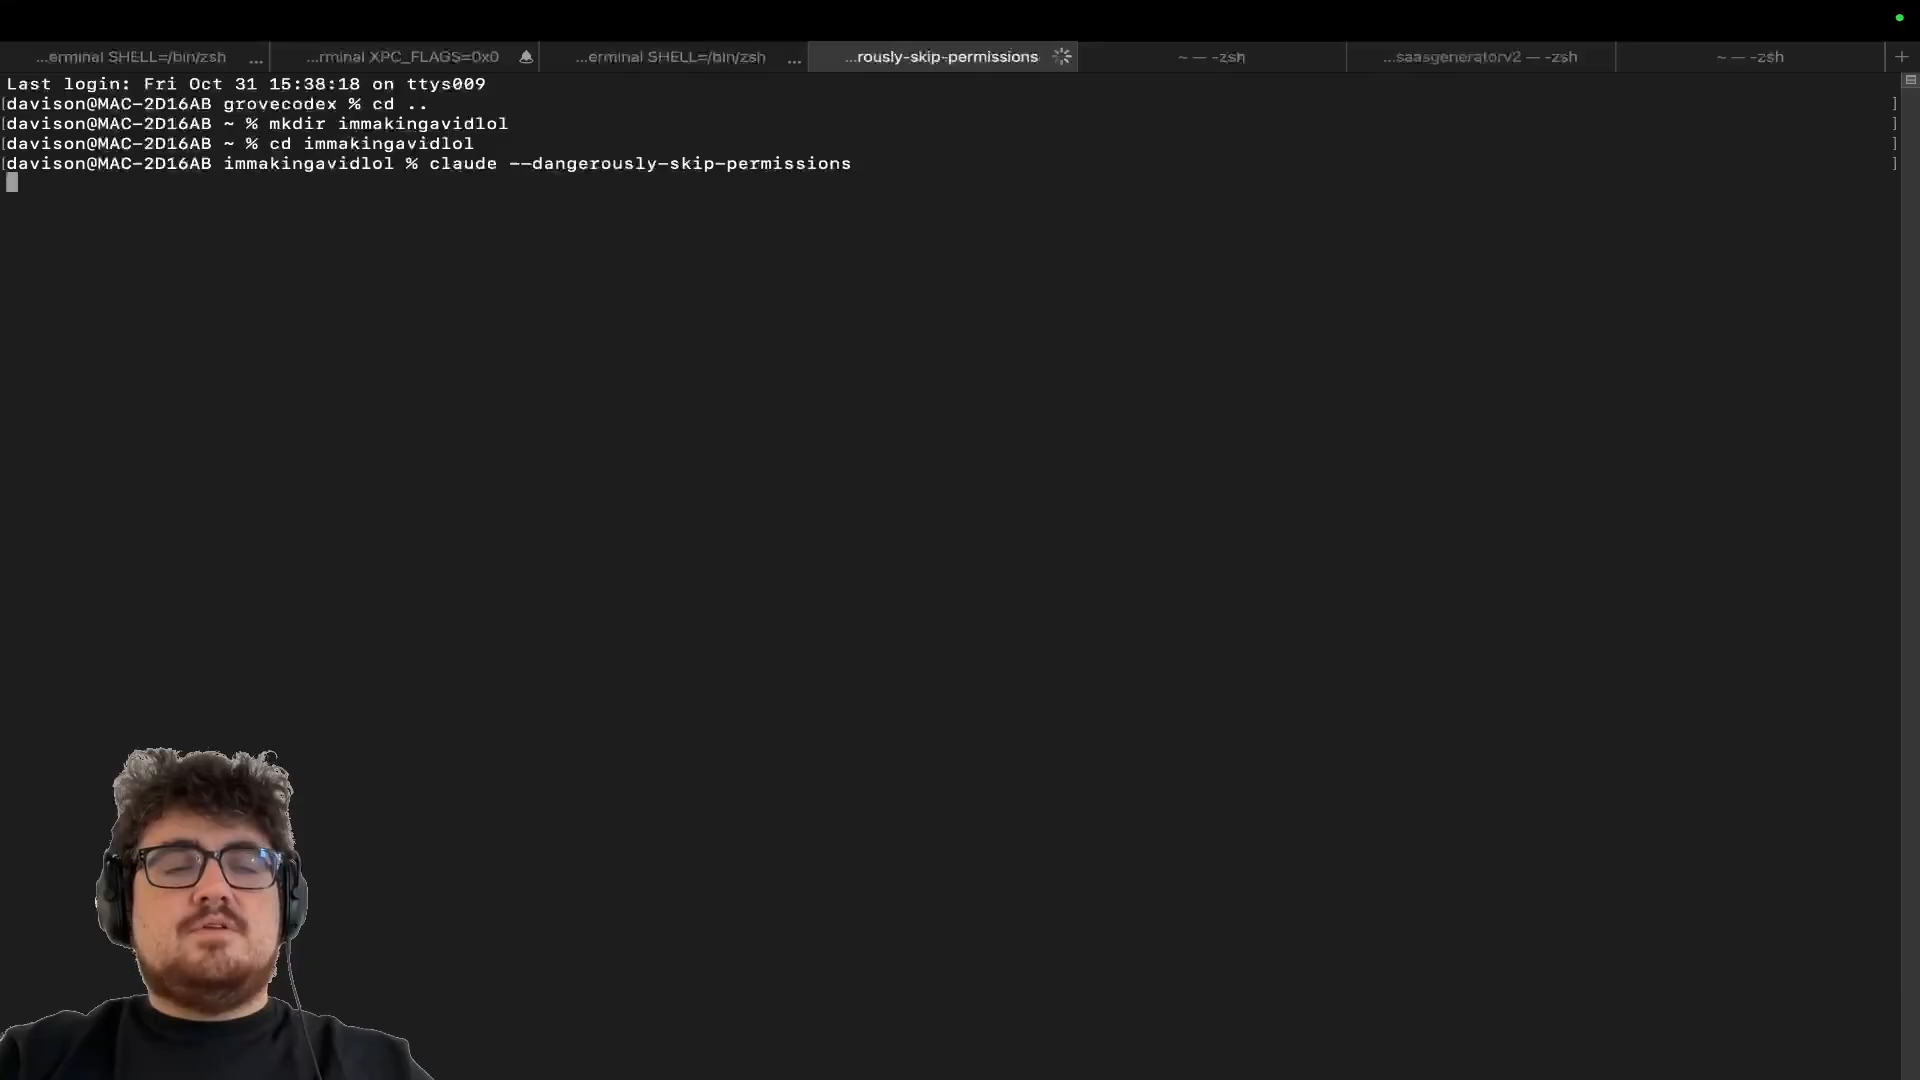 ...erminal SHELL=/bin/zsh ... ...rminal XPC_FLAGS=0x0 ...erminal SHELL=/bin/zsh ... ...rously-skip-permissions ~ — -zsh ...saasgeneratorv2 — -zsh ~ — -zsh +
Last login: Fri Oct 31 15:38:18 on ttys009
[davison@MAC-2D16AB grovecodex % cd .. ]
[davison@MAC-2D16AB ~ % mkdir immakingavidlol ]
[davison@MAC-2D16AB ~ % cd immakingavidlol ]
[davison@MAC-2D16AB immakingavidlol % claude --dangerously-skip-permissions ]